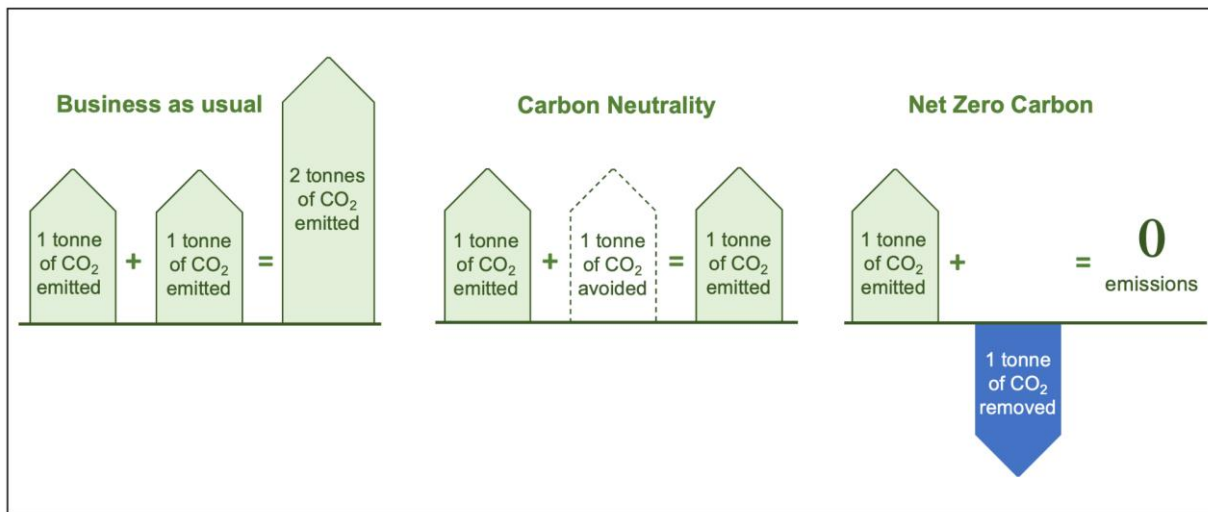 Business as usual
1 tonne
of CO₂
emitted
+
1 tonne
of CO₂
emitted
=
2 tonnes
of CO₂
emitted
Carbon Neutrality
1 tonne
of CO₂
emitted
+
1 tonne
of CO₂
avoided
=
1 tonne
of CO₂
emitted
Net Zero Carbon
1 tonne
of CO₂
emitted
+
1 tonne
of CO₂
removed
=
0
emissions